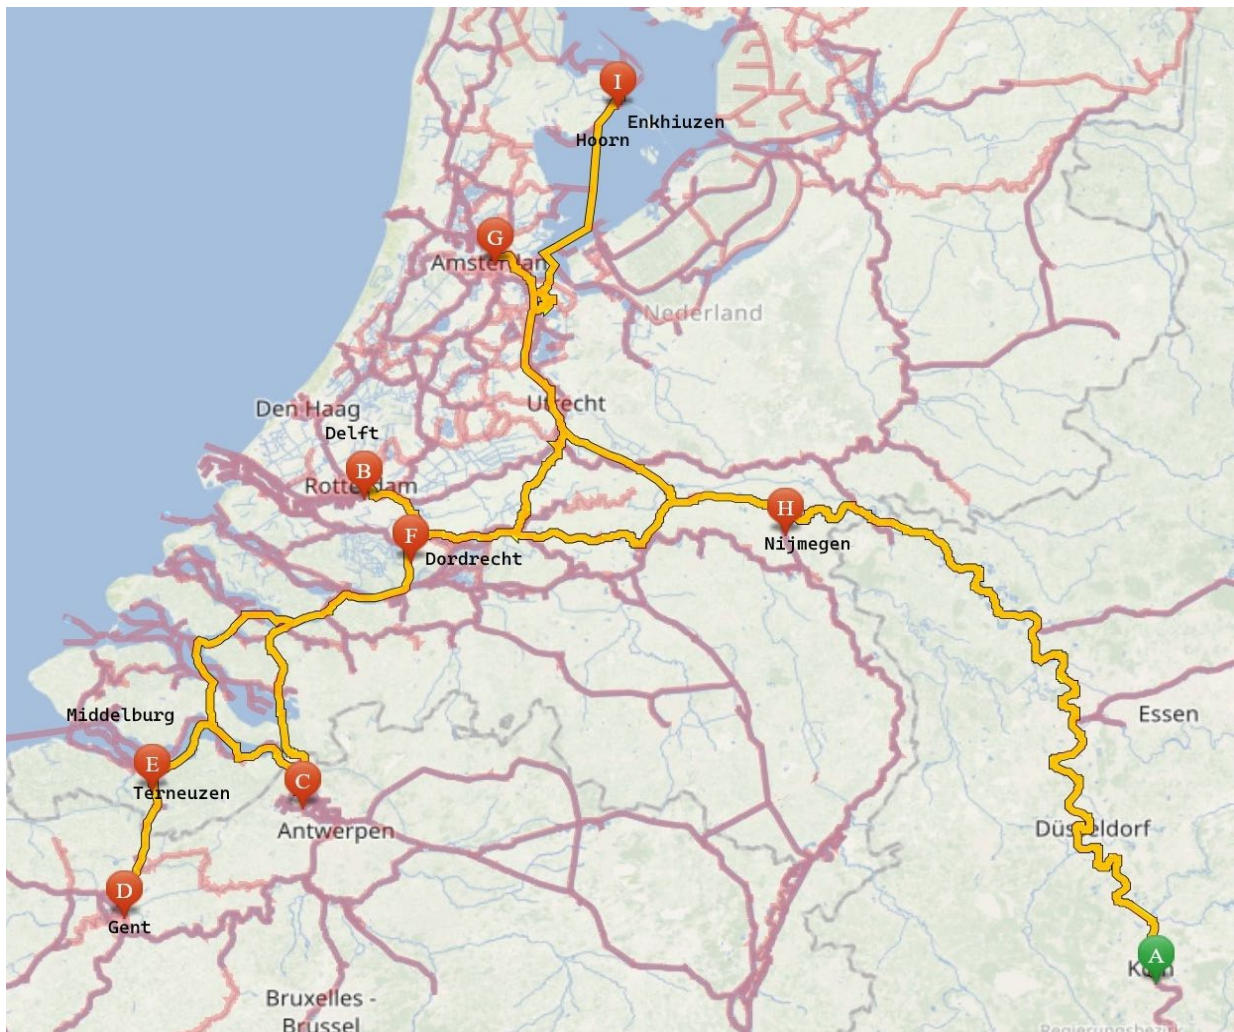 I
Enkhiuzen
Hoorn
G
Amsterdam
Nederland
Den Haag
Utrecht
Delft
B
Rotterdam
H
F
Nijmegen
Dordrecht
Middelburg
Essen
E
Terneuzen
C
Antwerpen
Düsseldorf
D
Gent
A
Köln
Bruxelles -
Brussel